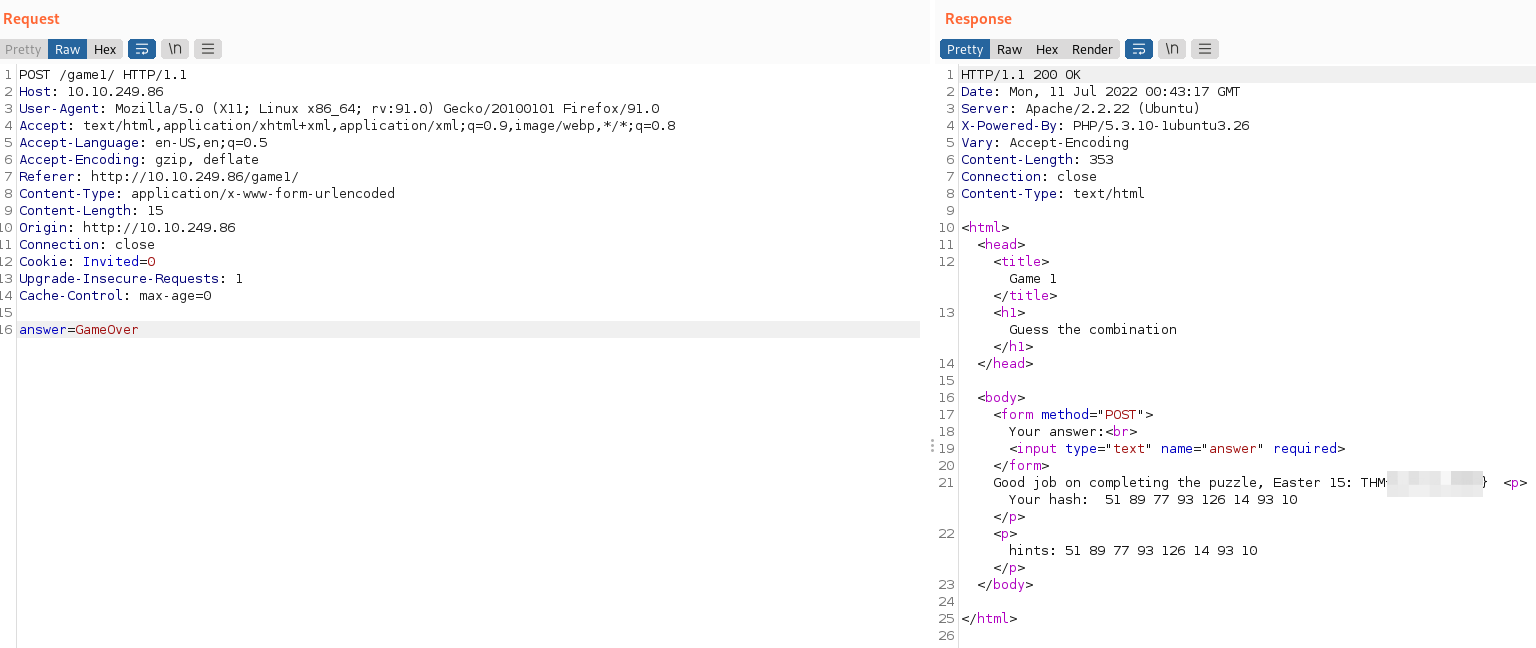 Request
Pretty Raw Hex \n
1 POST /game1/ HTTP/1.1
2 Host: 10.10.249.86
3 User-Agent: Mozilla/5.0 (X11; Linux x86_64; rv:91.0) Gecko/20100101 Firefox/91.0
4 Accept: text/html,application/xhtml+xml,application/xml;q=0.9,image/webp,*/*;q=0.8
5 Accept-Language: en-US,en;q=0.5
6 Accept-Encoding: gzip, deflate
7 Referer: http://10.10.249.86/game1/
8 Content-Type: application/x-www-form-urlencoded
9 Content-Length: 15
10 Origin: http://10.10.249.86
11 Connection: close
12 Cookie: Invited=0
13 Upgrade-Insecure-Requests: 1
14 Cache-Control: max-age=0
15
16 answer=GameOver
Response
Pretty Raw Hex Render \n
1 HTTP/1.1 200 OK
2 Date: Mon, 11 Jul 2022 00:43:17 GMT
3 Server: Apache/2.2.22 (Ubuntu)
4 X-Powered-By: PHP/5.3.10-1ubuntu3.26
5 Vary: Accept-Encoding
6 Content-Length: 353
7 Connection: close
8 Content-Type: text/html
9
10 <html>
11 <head>
12 <title>
Game 1
</title>
13 <h1>
Guess the combination
</h1>
14 </head>
15
16 <body>
17 <form method="POST">
18 Your answer:<br>
19 <input type="text" name="answer" required>
20 </form>
21 Good job on completing the puzzle, Easter 15: THM } <p>
Your hash: 51 89 77 93 126 14 93 10
</p>
22 <p>
hints: 51 89 77 93 126 14 93 10
</p>
23 </body>
24
25 </html>
26